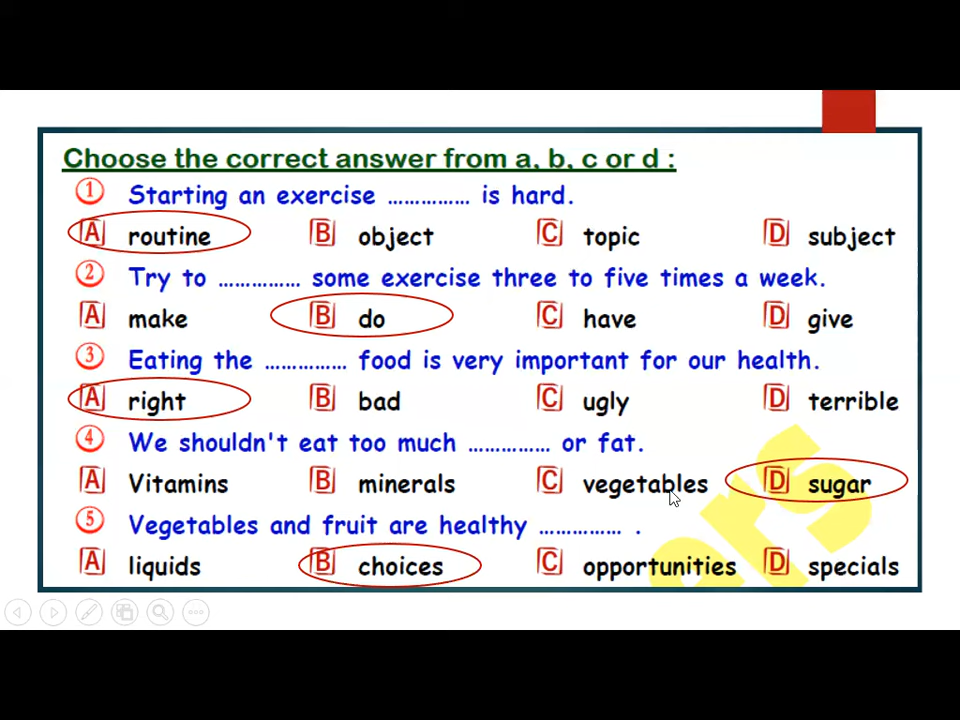 Choose the correct answer from a, b, c or d :
1 Starting an exercise ............... is hard.
A routine B object C topic D subject
2 Try to ............... some exercise three to five times a week.
A make B do C have D give
3 Eating the ............... food is very important for our health.
A right B bad C ugly D terrible
4 We shouldn't eat too much ............... or fat.
A Vitamins B minerals C vegetables D sugar
5 Vegetables and fruit are healthy ............... .
A liquids B choices C opportunities D specials